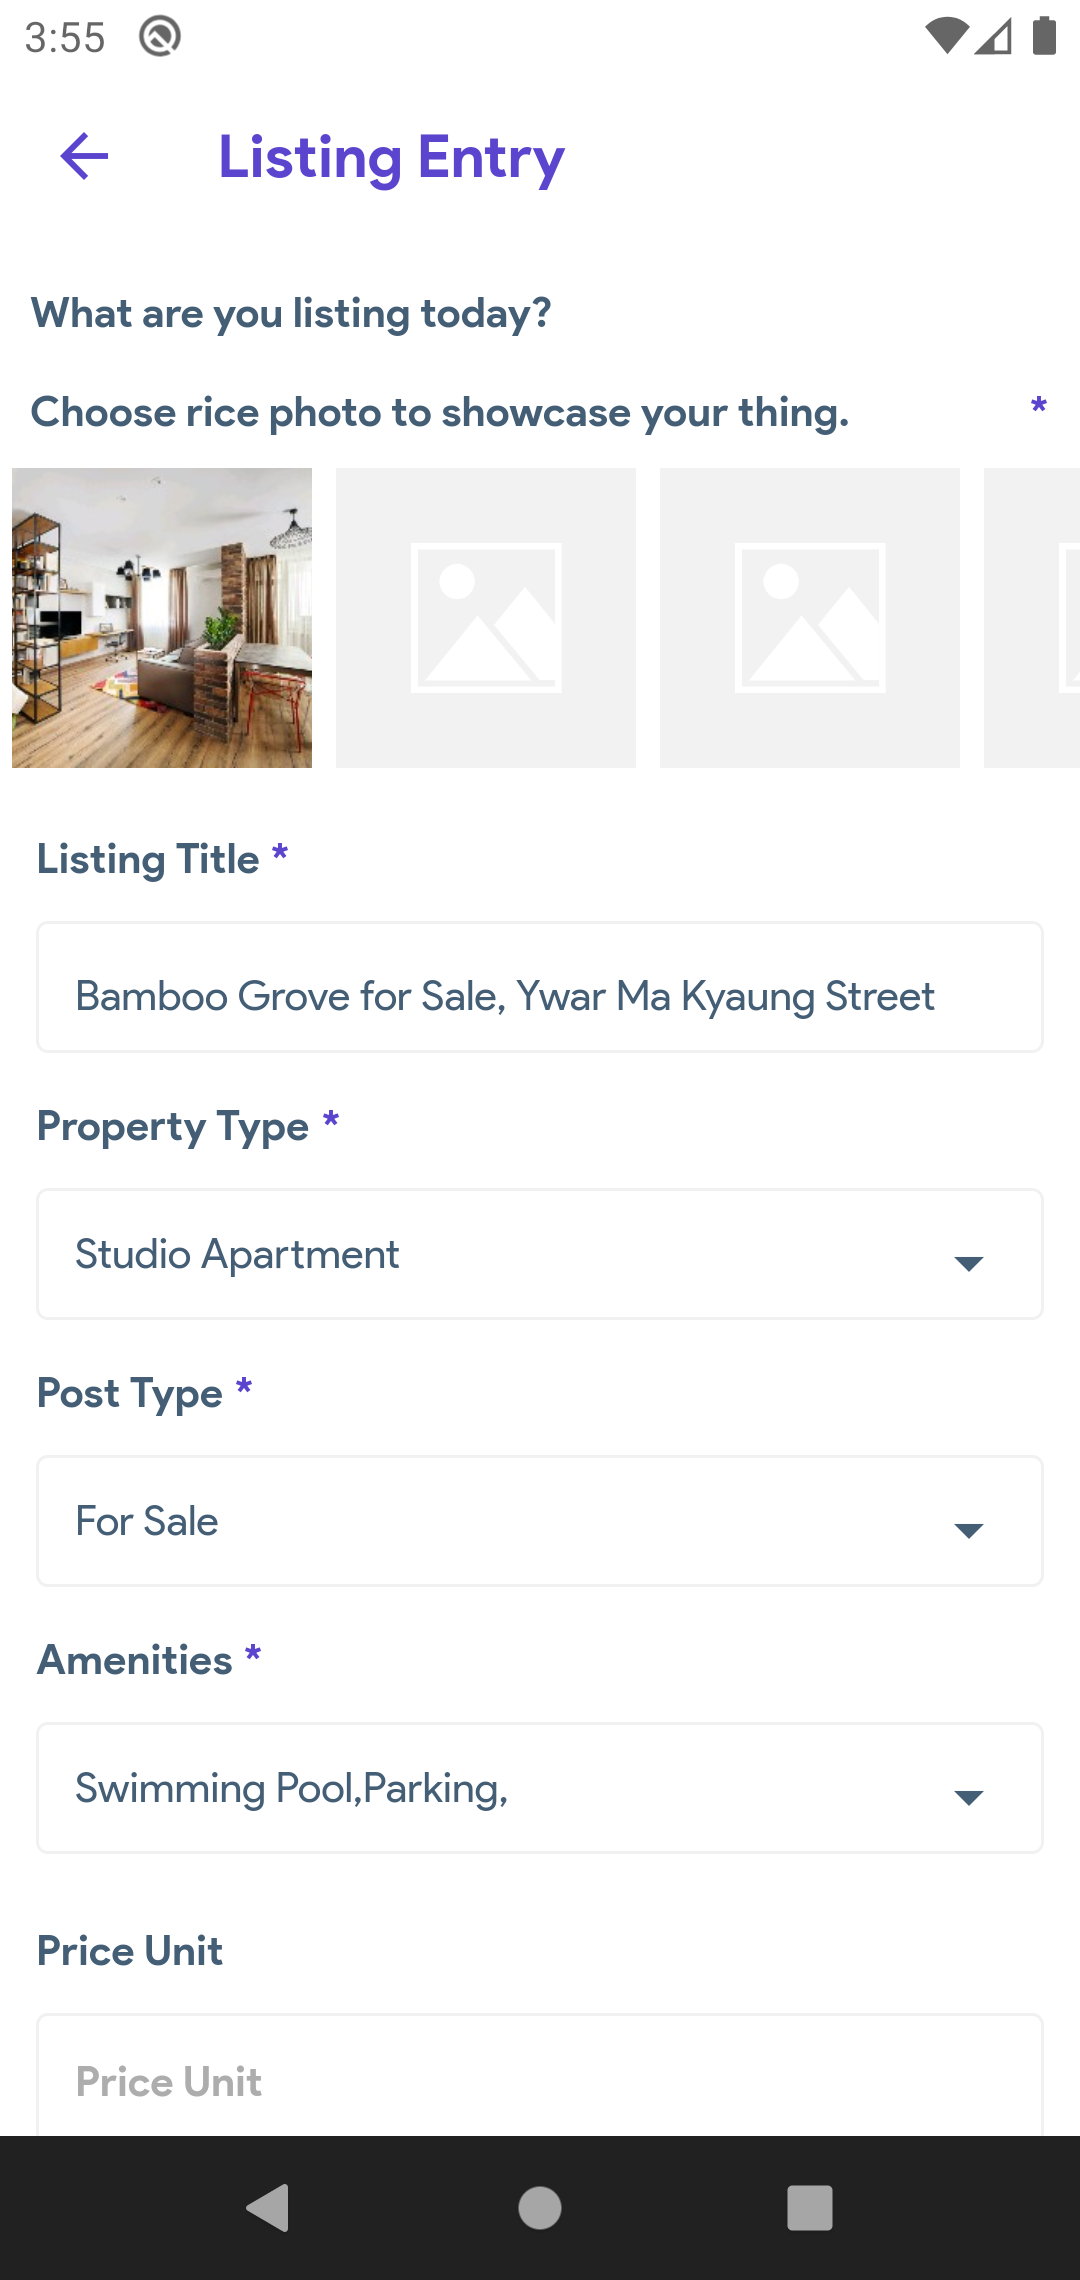 3:55
Listing Entry
What are you listing today?
Choose rice photo to showcase your thing. *
Listing Title *
Bamboo Grove for Sale, Ywar Ma Kyaung Street
Property Type *
Studio Apartment
Post Type *
For Sale
Amenities *
Swimming Pool,Parking,
Price Unit
Price Unit